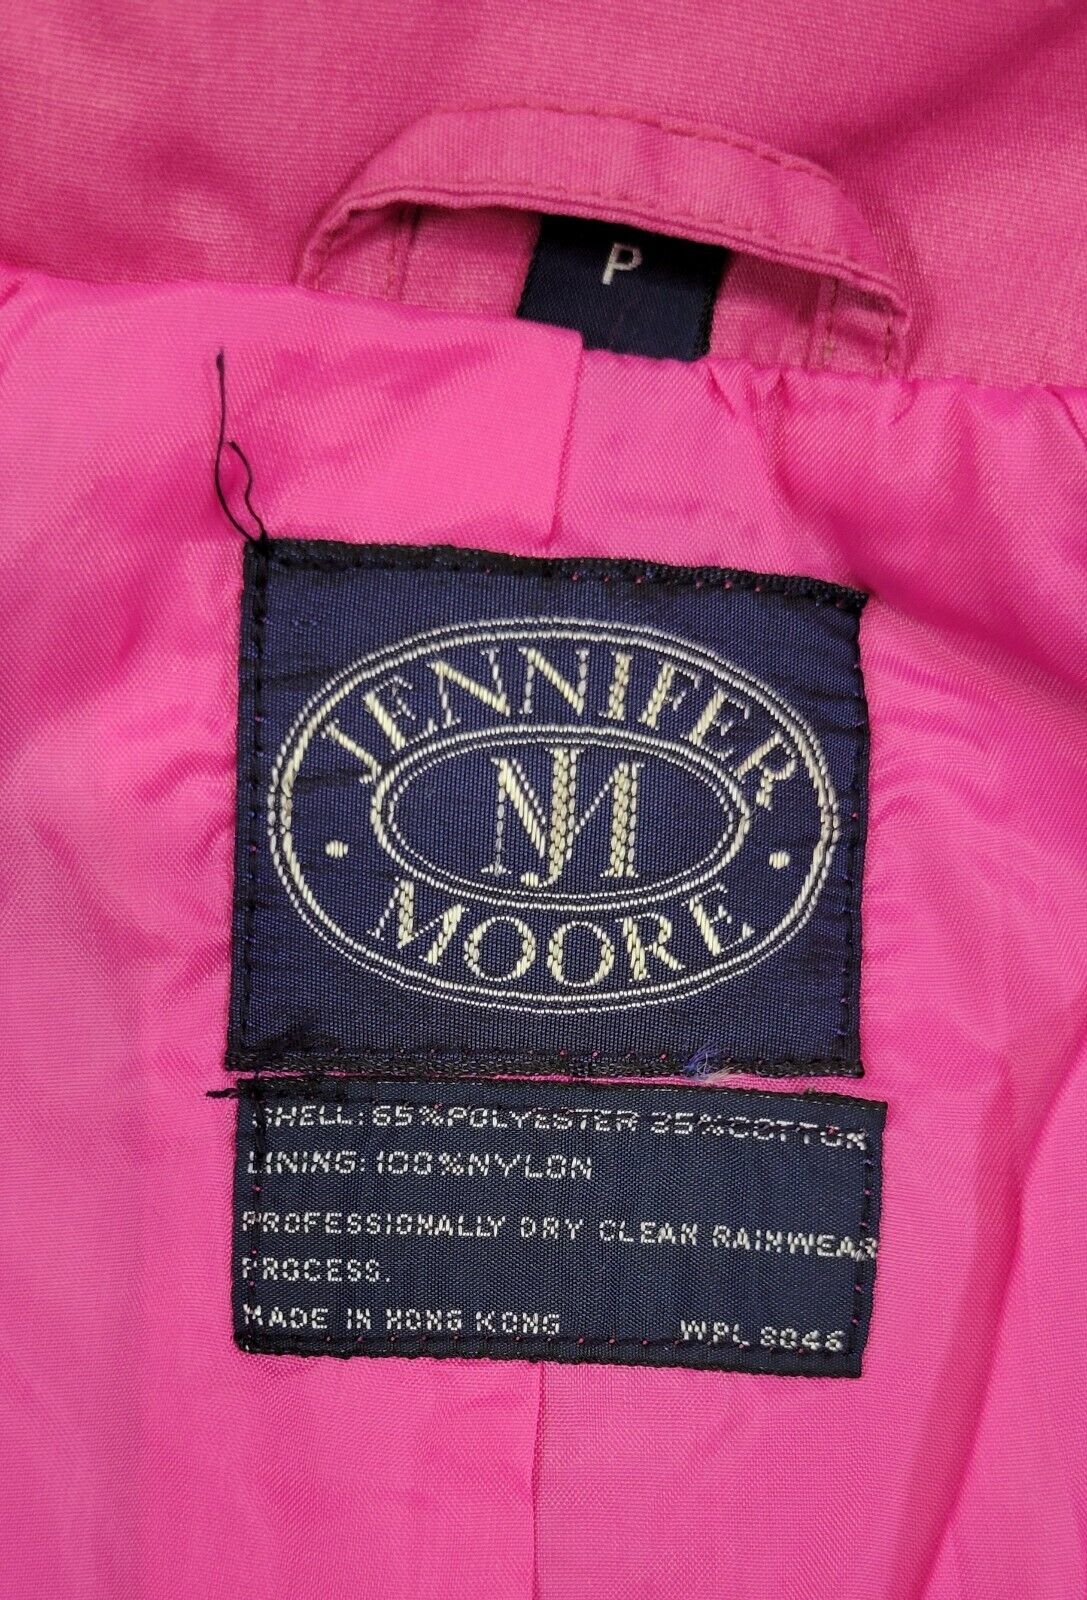 P
JENNIFER
JM
MOORE
SHELL: 65% POLYESTER 35% COTTON
LINING: 100% NYLON
PROFESSIONALLY DRY CLEAN RAINWEAR
PROCESS.
MADE IN HONG KONG WPL 8046